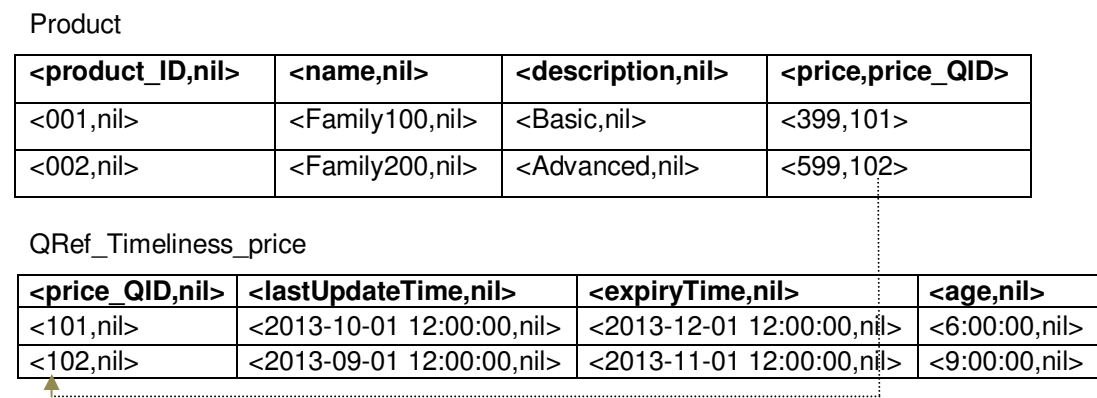 Product
<product_ID,nil> <name,nil> <description,nil> <price,price_QID>
<001,nil> <Family100,nil> <Basic,nil> <399,101>
<002,nil> <Family200,nil> <Advanced,nil> <599,102>
QRef_Timeliness_price
<price_QID,nil> <lastUpdateTime,nil> <expiryTime,nil> <age,nil>
<101,nil> <2013-10-01 12:00:00,nil> <2013-12-01 12:00:00,nil> <6:00:00,nil>
<102,nil> <2013-09-01 12:00:00,nil> <2013-11-01 12:00:00,nil> <9:00:00,nil>